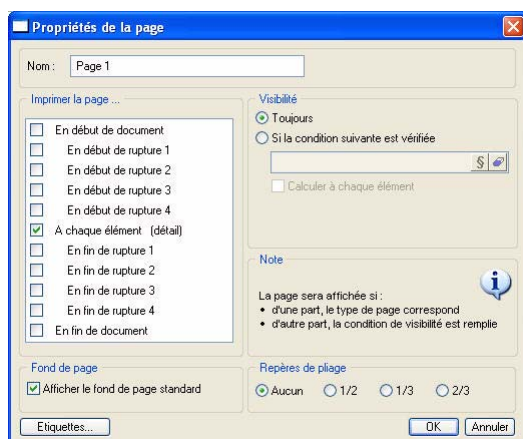 Propriétés de la page
Nom : Page 1
Imprimer la page ...
En début de document
En début de rupture 1
En début de rupture 2
En début de rupture 3
En début de rupture 4
A chaque élément (détail)
En fin de rupture 1
En fin de rupture 2
En fin de rupture 3
En fin de rupture 4
En fin de document
Visibilité
Toujours
Si la condition suivante est vérifiée
§
Calculer à chaque élément
Note
La page sera affichée si :
• d'une part, le type de page correspond
• d'autre part, la condition de visibilité est remplie
Fond de page
Afficher le fond de page standard
Repères de pliage
Aucun 1/2 1/3 2/3
Etiquettes... OK Annuler